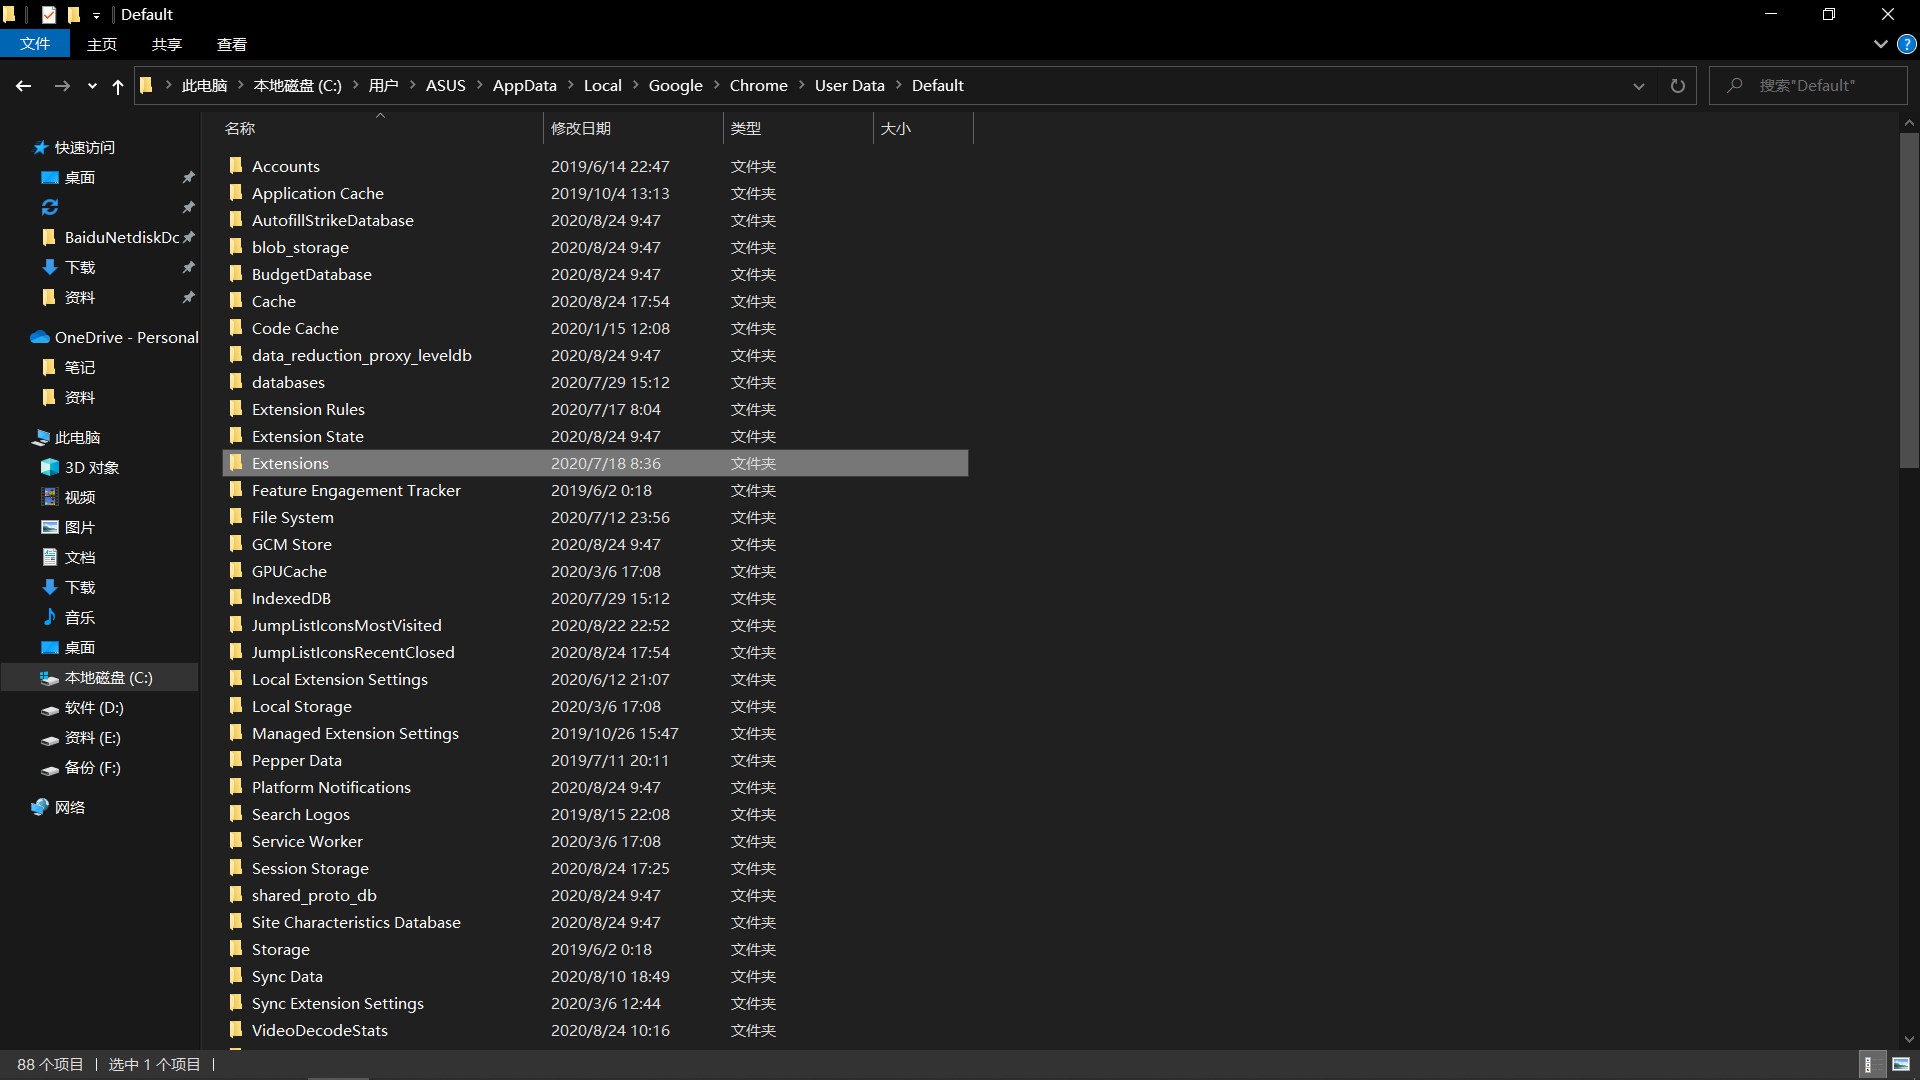 Default
文件 主页 共享 查看
此电脑 本地磁盘 (C:) 用户 ASUS AppData Local Google Chrome User Data Default
搜索"Default"
快速访问
桌面
BaiduNetdiskDc
下载
资料
OneDrive - Personal
笔记
资料
此电脑
3D 对象
视频
图片
文档
下载
音乐
桌面
本地磁盘 (C:)
软件 (D:)
资料 (E:)
备份 (F:)
网络
名称 修改日期 类型 大小
Accounts 2019/6/14 22:47 文件夹
Application Cache 2019/10/4 13:13 文件夹
AutofillStrikeDatabase 2020/8/24 9:47 文件夹
blob_storage 2020/8/24 9:47 文件夹
BudgetDatabase 2020/8/24 9:47 文件夹
Cache 2020/8/24 17:54 文件夹
Code Cache 2020/1/15 12:08 文件夹
data_reduction_proxy_leveldb 2020/8/24 9:47 文件夹
databases 2020/7/29 15:12 文件夹
Extension Rules 2020/7/17 8:04 文件夹
Extension State 2020/8/24 9:47 文件夹
Extensions 2020/7/18 8:36 文件夹
Feature Engagement Tracker 2019/6/2 0:18 文件夹
File System 2020/7/12 23:56 文件夹
GCM Store 2020/8/24 9:47 文件夹
GPUCache 2020/3/6 17:08 文件夹
IndexedDB 2020/7/29 15:12 文件夹
JumpListIconsMostVisited 2020/8/22 22:52 文件夹
JumpListIconsRecentClosed 2020/8/24 17:54 文件夹
Local Extension Settings 2020/6/12 21:07 文件夹
Local Storage 2020/3/6 17:08 文件夹
Managed Extension Settings 2019/10/26 15:47 文件夹
Pepper Data 2019/7/11 20:11 文件夹
Platform Notifications 2020/8/24 9:47 文件夹
Search Logos 2019/8/15 22:08 文件夹
Service Worker 2020/3/6 17:08 文件夹
Session Storage 2020/8/24 17:25 文件夹
shared_proto_db 2020/8/24 9:47 文件夹
Site Characteristics Database 2020/8/24 9:47 文件夹
Storage 2019/6/2 0:18 文件夹
Sync Data 2020/8/10 18:49 文件夹
Sync Extension Settings 2020/3/6 12:44 文件夹
VideoDecodeStats 2020/8/24 10:16 文件夹
88 个项目 选中 1 个项目